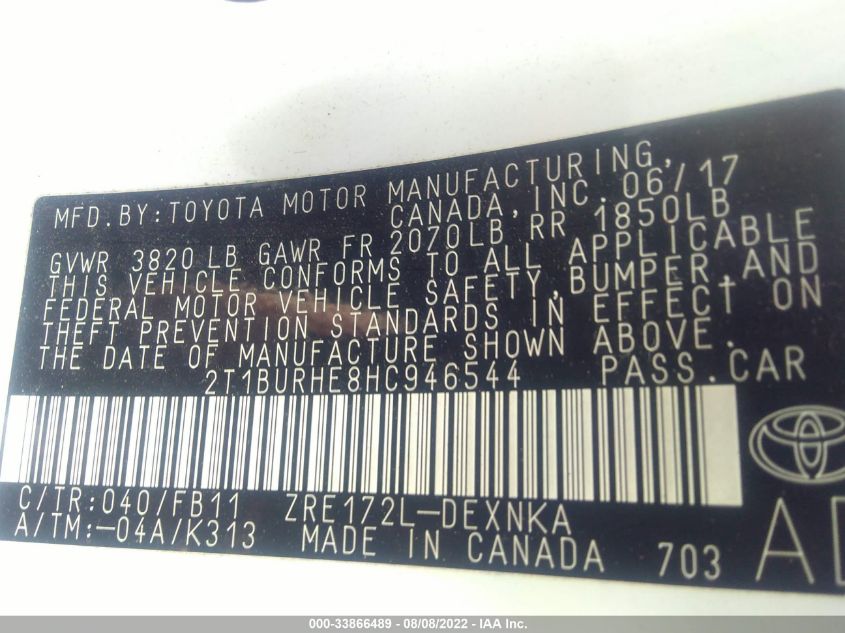 MFD.BY:TOYOTA MOTOR MANUFACTURING,
CANADA,INC.06/17
GVWR 3820LB GAWR FR 2070LB RR 1850LB
THIS VEHICLE CONFORMS TO ALL APPLICABLE
FEDERAL MOTOR VEHICLE SAFETY,BUMPER,AND
THEFT PREVENTION STANDARDS IN EFFECT ON
THE DATE OF MANUFACTURE SHOWN ABOVE.
2T1BURHE8HC946544 PASS.CAR
C/TR:040/FB11 ZRE172L-DEXNKA
A/TM:-04A/K313 MADE IN CANADA 703
000-33866489 - 08/08/2022 - IAA Inc.